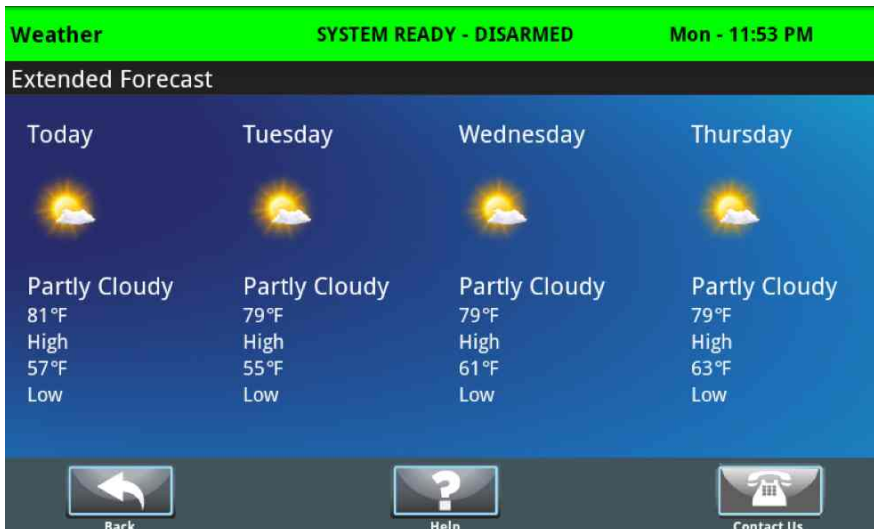 Weather SYSTEM READY - DISARMED Mon - 11:53 PM
Extended Forecast
Today Tuesday Wednesday Thursday
Partly Cloudy Partly Cloudy Partly Cloudy Partly Cloudy
81°F 79°F 79°F 79°F
High High High High
57°F 55°F 61°F 63°F
Low Low Low Low
Back Help Contact Us